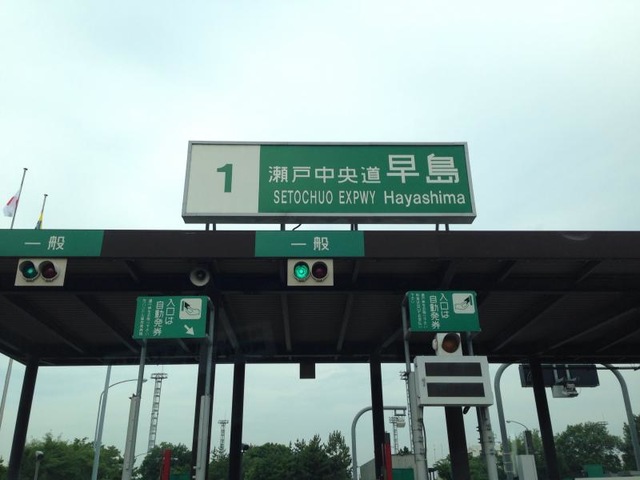 1
瀬戸中央道 早島
SETOCHUO EXPWY Hayashima
一般
一般
入口は
自動発券
入口は
自動発券